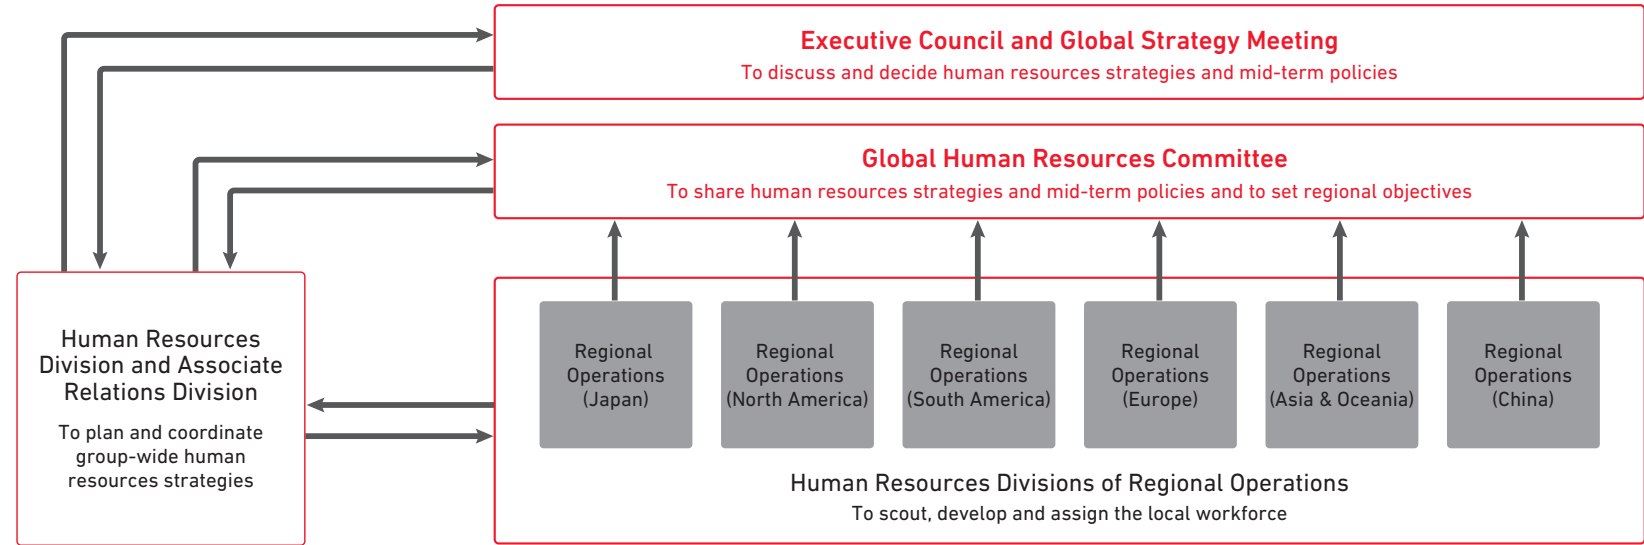 Executive Council and Global Strategy Meeting
To discuss and decide human resources strategies and mid-term policies
Global Human Resources Committee
To share human resources strategies and mid-term policies and to set regional objectives
Human Resources
Division and Associate
Relations Division
To plan and coordinate
group-wide human
resources strategies
Regional
Operations
(Japan)
Regional
Operations
(North America)
Regional
Operations
(South America)
Regional
Operations
(Europe)
Regional
Operations
(Asia & Oceania)
Regional
Operations
(China)
Human Resources Divisions of Regional Operations
To scout, develop and assign the local workforce